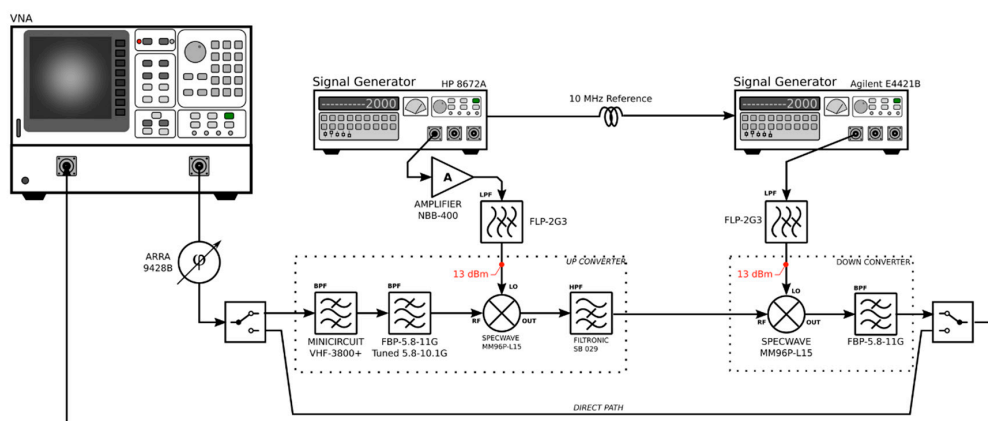 VNA
Signal Generator
HP 8672A
2000
10 MHz Reference
Signal Generator
Agilent E4421B
2000
A
AMPLIFIER
NBB-400
LPF
FLP-2G3
LPF
FLP-2G3
ARRA
9428B
φ
13 dBm
UP CONVERTER
13 dBm
DOWN CONVERTER
BPF
MINICIRCUIT
VHF-3800+
BPF
FBP-5.8-11G
Tuned 5.8-10.1G
LO
RF
OUT
SPECWAVE
MM96P-L15
HPF
FILTRONIC
SB 029
LO
RF
OUT
SPECWAVE
MM96P-L15
BPF
FBP-5.8-11G
DIRECT PATH